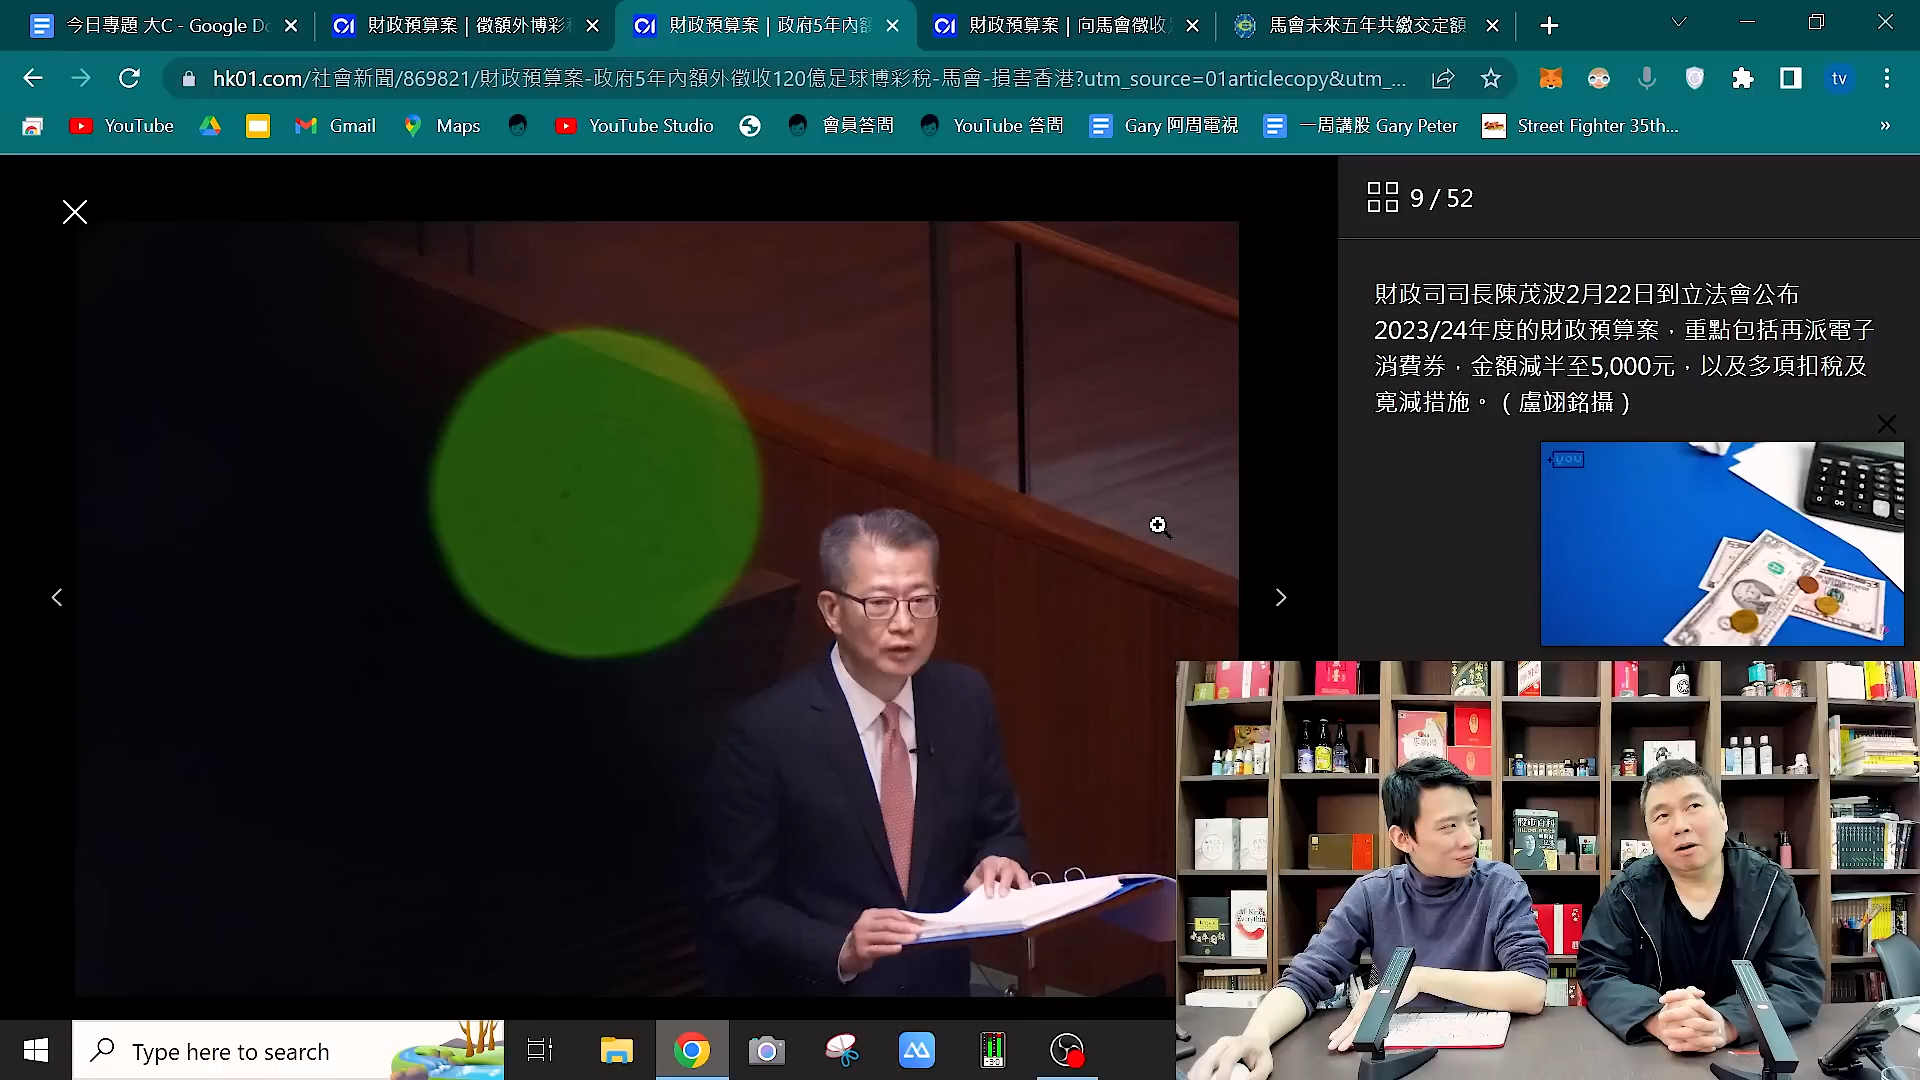 今日專題 大C - Google Do
財政預算案｜徵額外博彩稅
財政預算案｜政府5年內額
財政預算案｜向馬會徵收
馬會未來五年共繳交定額
hk01.com/社會新聞/869821/財政預算案-政府5年內額外徵收120億足球博彩稅-馬會-損害香港?utm_source=01articlecopy&utm_...
tv
YouTube
Gmail
Maps
YouTube Studio
會員答問
YouTube 答問
Gary 阿周電視
一周講股 Gary Peter
Street Fighter 35th...
9 / 52
財政司司長陳茂波2月22日到立法會公布
2023/24年度的財政預算案，重點包括再派電子
消費券，金額減半至5,000元，以及多項扣稅及
寬減措施。（盧翊銘攝）
股市百科
Type here to search